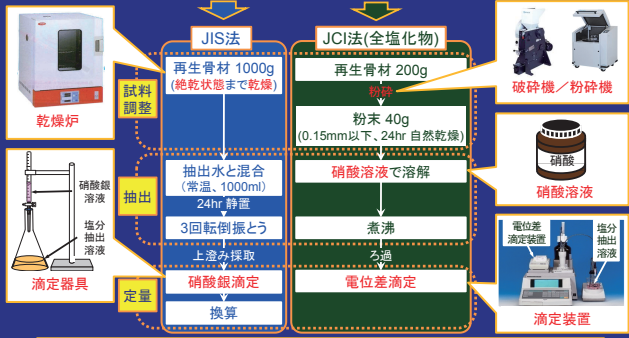 JIS法
JCI法(全塩化物)
試料
調整
再生骨材 1000g
(絶乾状態まで乾燥)
再生骨材 200g
粉砕
粉末 40g
(0.15mm以下、24hr 自然乾燥)
乾燥炉
破砕機／粉砕機
抽出
抽出水と混合
(常温、1000ml)
24hr 静置
3回転倒振とう
上澄み採取
硝酸溶液で溶解
煮沸
ろ過
硝酸銀
溶液
塩分
抽出
溶液
滴定器具
硝酸
硝酸溶液
定量
硝酸銀滴定
換算
電位差滴定
電位差
滴定装置
塩分
抽出
溶液
滴定装置